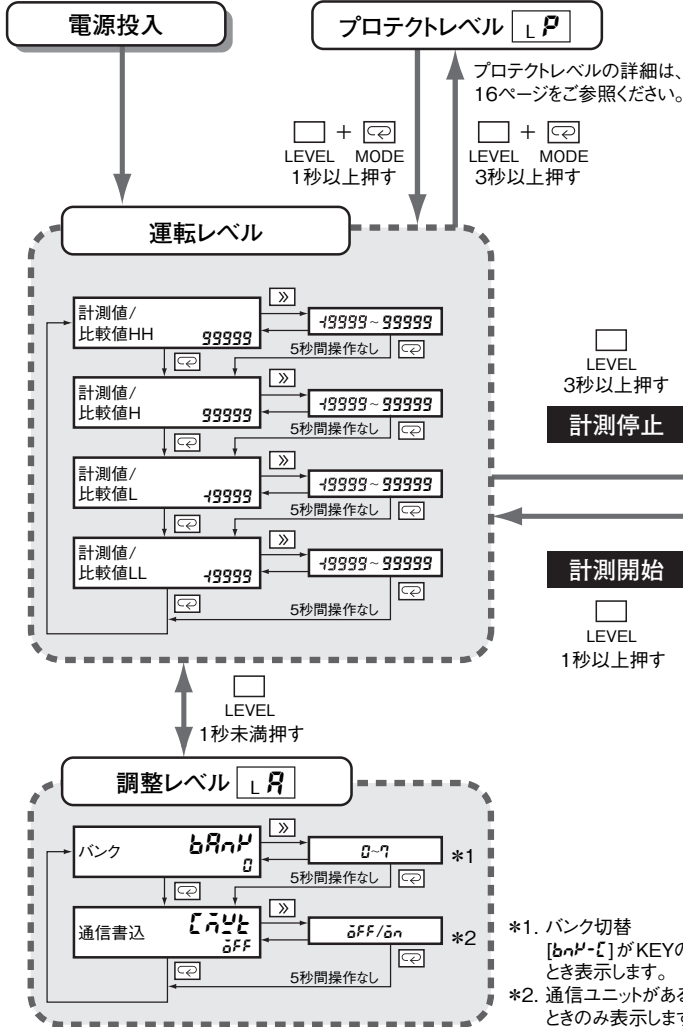 電源投入
プロテクトレベル L P
プロテクトレベルの詳細は、
16ページをご参照ください。
+
LEVEL MODE
1秒以上押す
+
LEVEL MODE
3秒以上押す
運転レベル
計測値/
比較値HH 99999
-19999~99999
5秒間操作なし
計測値/
比較値H 99999
-19999~99999
5秒間操作なし
計測値/
比較値L -19999
-19999~99999
5秒間操作なし
計測値/
比較値LL -19999
-19999~99999
5秒間操作なし
LEVEL
3秒以上押す
計測停止
計測開始
LEVEL
1秒以上押す
LEVEL
1秒未満押す
調整レベル L A
バンク bAnK
0
0~7
*1
5秒間操作なし
通信書込 CMWT
oFF
oFF/on
*2
5秒間操作なし
*1. バンク切替
[bnK-C]がKEYの
とき表示します。
*2. 通信ユニットがある
ときのみ表示します